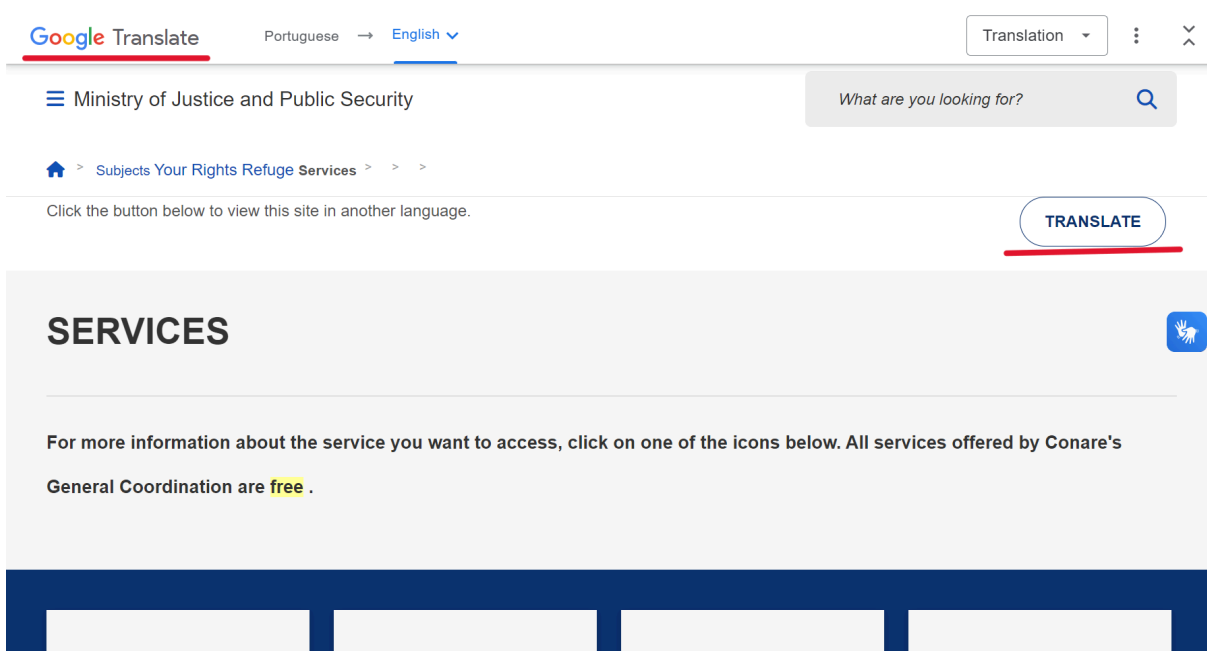 Google Translate Portuguese → English Translation
Ministry of Justice and Public Security What are you looking for?
> Subjects Your Rights Refuge Services > > >
Click the button below to view this site in another language.
TRANSLATE
SERVICES
For more information about the service you want to access, click on one of the icons below. All services offered by Conare's
General Coordination are free .